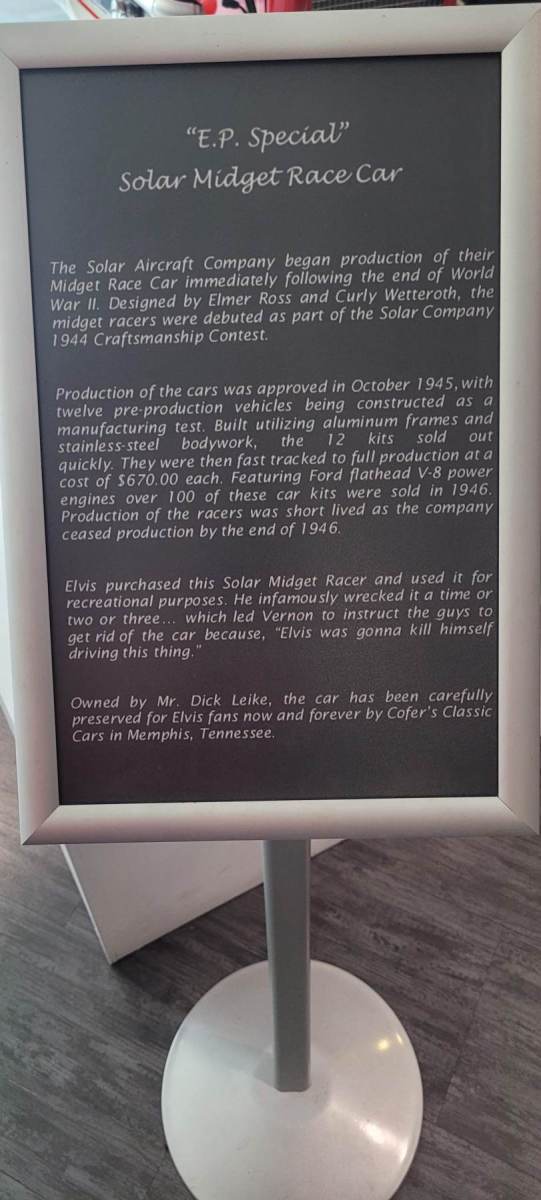 “E.P. Special”
Solar Midget Race Car
The Solar Aircraft Company began production of their
Midget Race Car immediately following the end of World
War II. Designed by Elmer Ross and Curly Wetteroth, the
midget racers were debuted as part of the Solar Company
1944 Craftsmanship Contest.
Production of the cars was approved in October 1945, with
twelve pre-production vehicles being constructed as a
manufacturing test. Built utilizing aluminum frames and
stainless-steel bodywork, the 12 kits sold out
quickly. They were then fast tracked to full production at a
cost of $670.00 each. Featuring Ford flathead V-8 power
engines over 100 of these car kits were sold in 1946.
Production of the racers was short lived as the company
ceased production by the end of 1946.
Elvis purchased this Solar Midget Racer and used it for
recreational purposes. He infamously wrecked it a time or
two or three... which led Vernon to instruct the guys to
get rid of the car because, “Elvis was gonna kill himself
driving this thing.”
Owned by Mr. Dick Leike, the car has been carefully
preserved for Elvis fans now and forever by Cofer's Classic
Cars in Memphis, Tennessee.